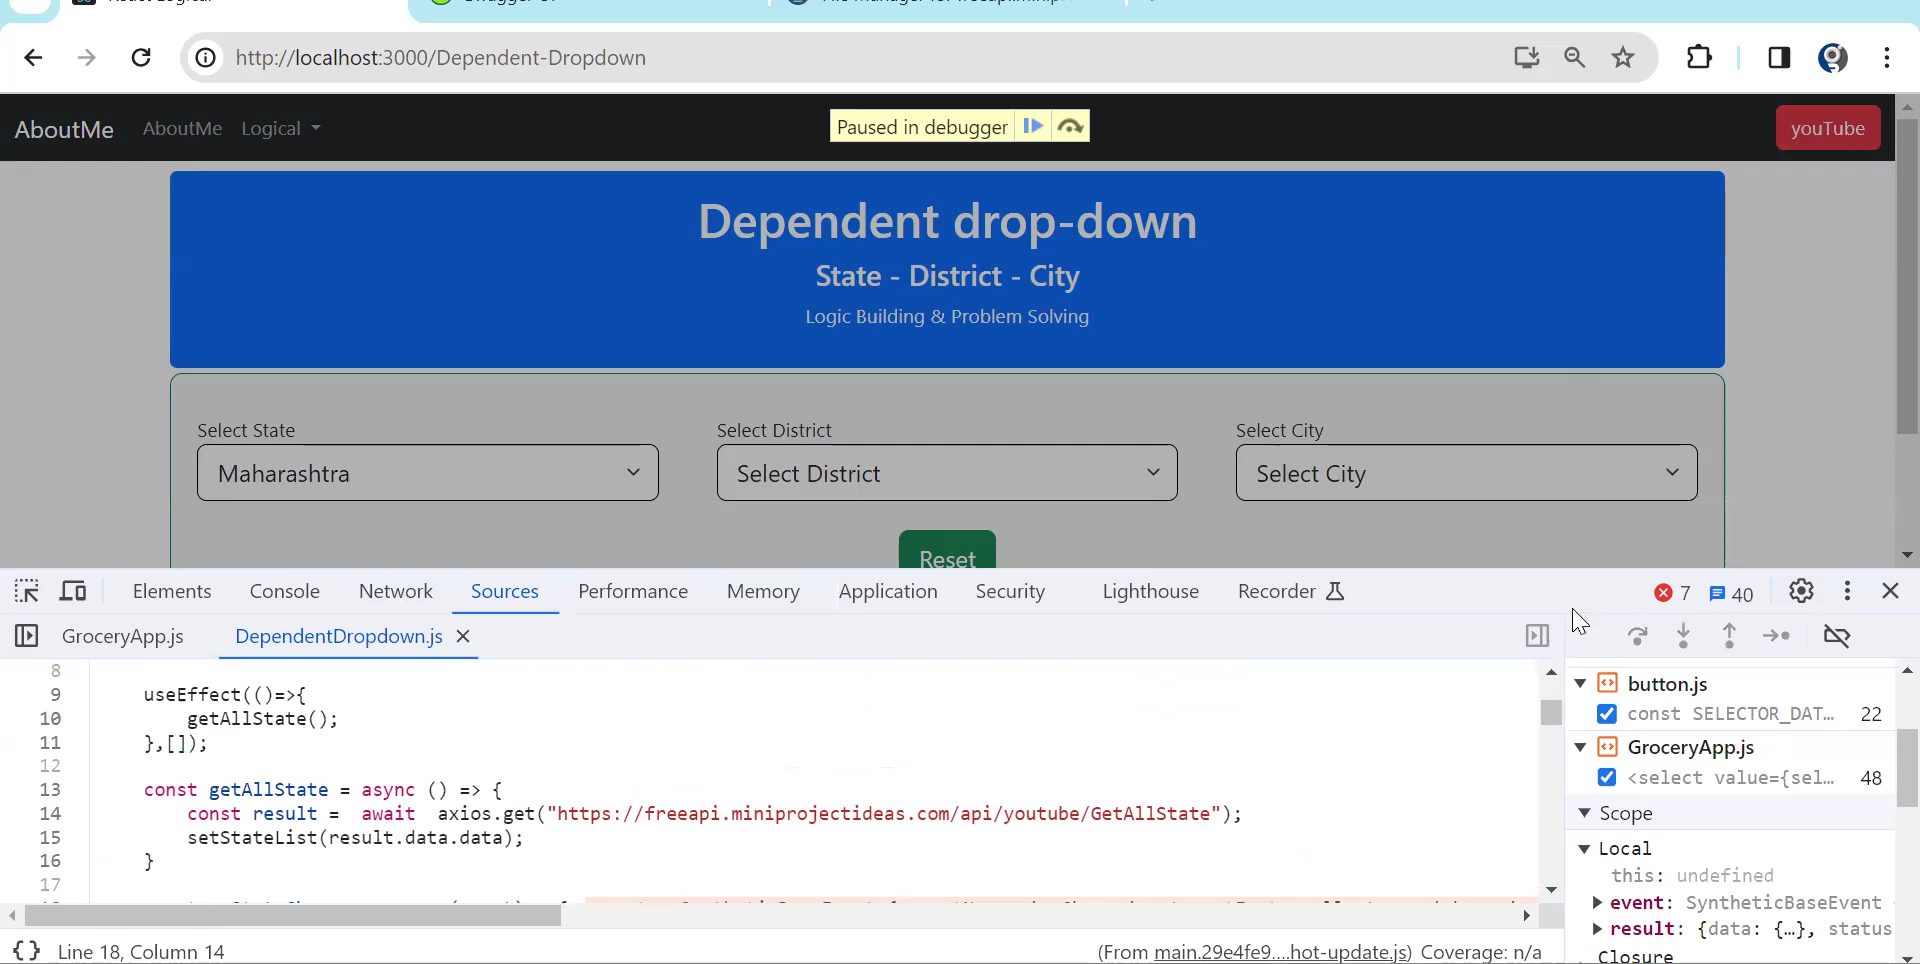 http://localhost:3000/Dependent-Dropdown
AboutMe AboutMe Logical
Paused in debugger
youTube
Dependent drop-down
State - District - City
Logic Building & Problem Solving
Select State Select District Select City
Maharashtra Select District Select City
Reset
Elements Console Network Sources Performance Memory Application Security Lighthouse Recorder 7 40
GroceryApp.js DependentDropdown.js
8
9 useEffect(()=>{
10 getAllState();
11 },[]);
12
13 const getAllState = async () => {
14 const result = await axios.get("https://freeapi.miniprojectideas.com/api/youtube/GetAllState");
15 setStateList(result.data.data);
16 }
17
button.js
const SELECTOR_DAT... 22
GroceryApp.js
<select value={sel... 48
Scope
Local
this: undefined
event: SyntheticBaseEvent
result: {data: {…}, status
Closure
{} Line 18, Column 14
(From main.29e4fe9....hot-update.js) Coverage: n/a